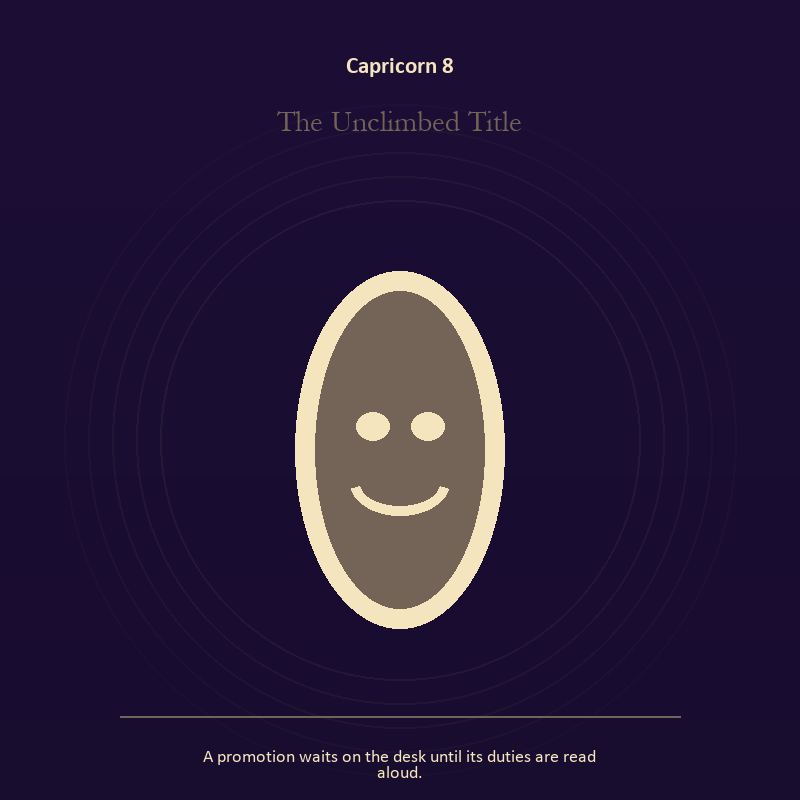 Capricorn 8
The Unclimbed Title
A promotion waits on the desk until its duties are read
aloud.